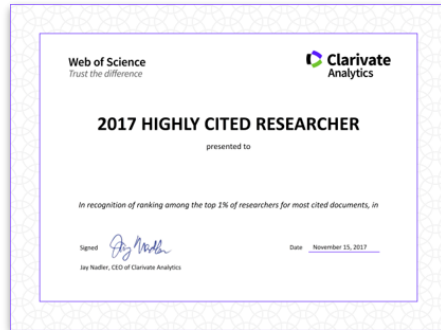 Web of Science
Trust the difference
Clarivate
Analytics
2017 HIGHLY CITED RESEARCHER
presented to
In recognition of ranking among the top 1% of researchers for most cited documents, in
Signed Jay Nadler Date November 15, 2017
Jay Nadler, CEO of Clarivate Analytics